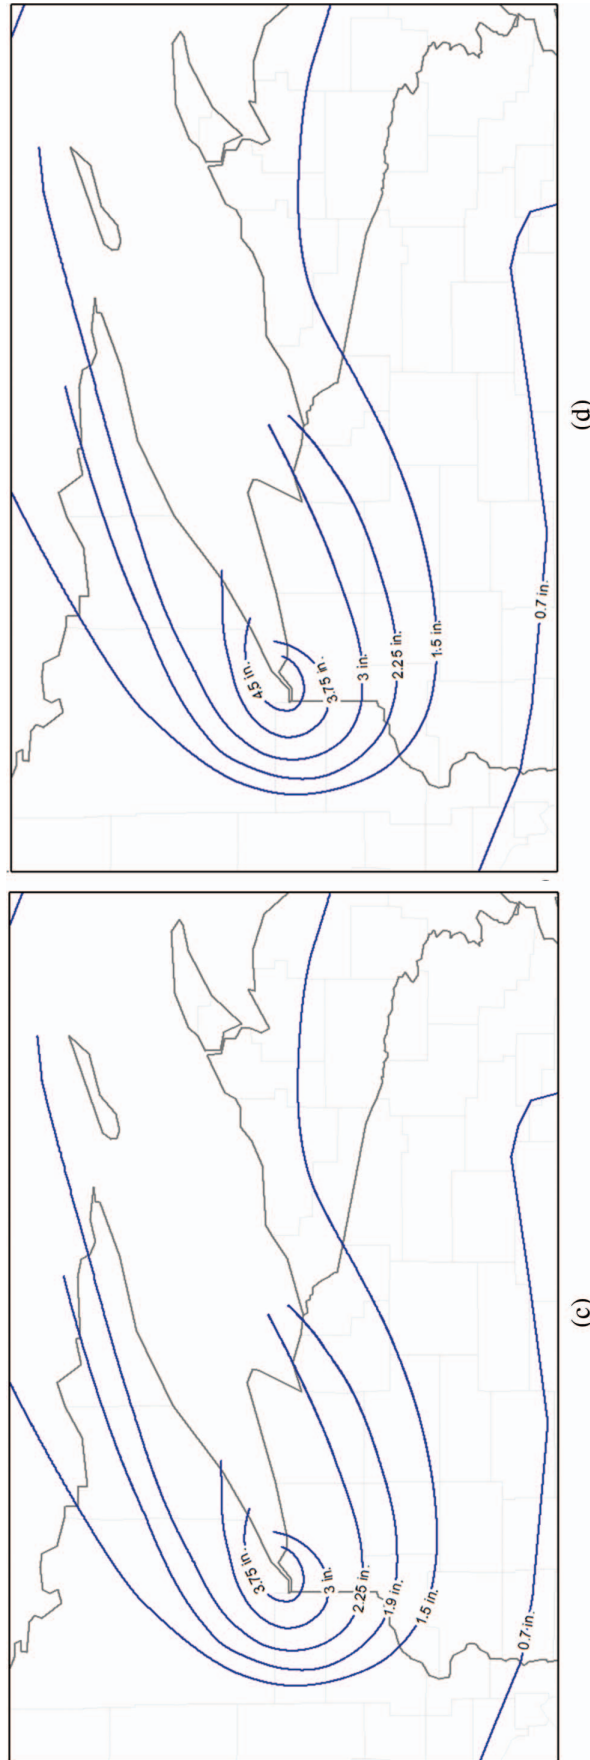 3.75 in.
3 in.
2.25 in.
1.9 in.
1.5 in.
0.7 in.
(c)
4.5 in.
3.75 in.
3 in.
2.25 in.
1.5 in.
0.7 in.
(d)